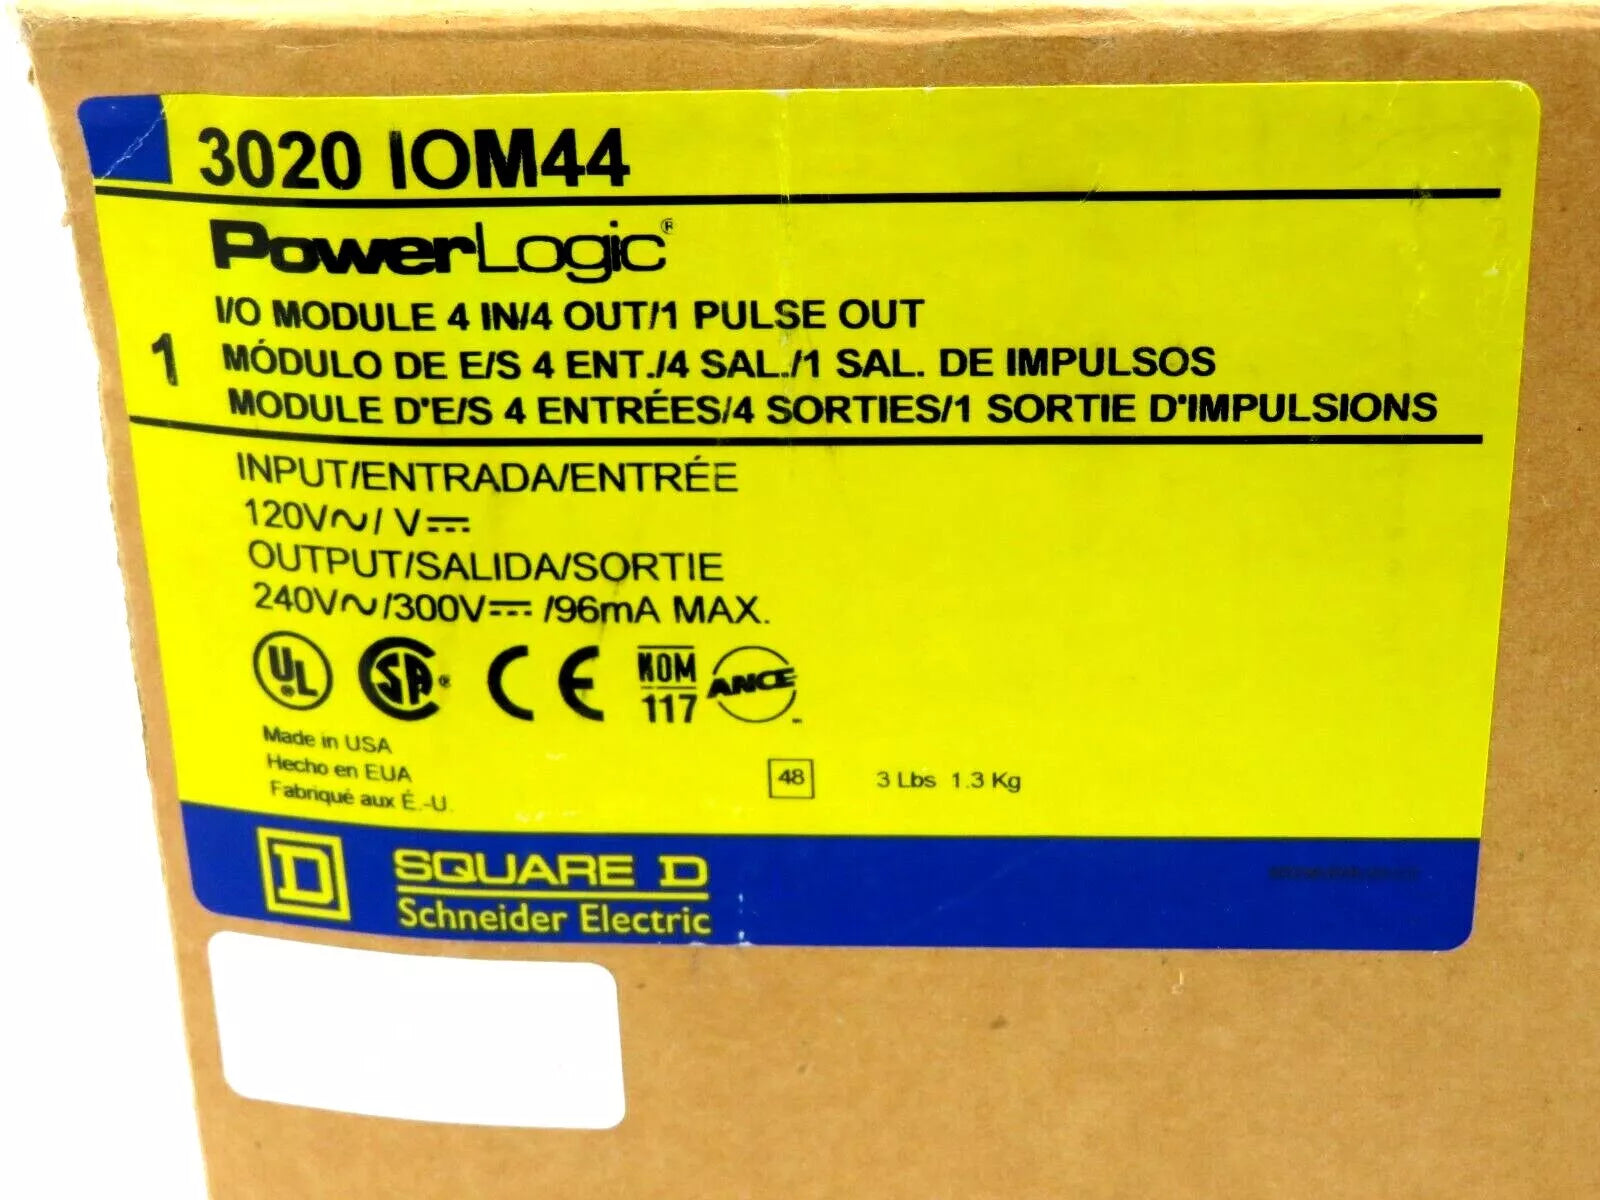 3020 IOM44
PowerLogic®
1
I/O MODULE 4 IN/4 OUT/1 PULSE OUT
MÓDULO DE E/S 4 ENT./4 SAL./1 SAL. DE IMPULSOS
MODULE D'E/S 4 ENTRÉES/4 SORTIES/1 SORTIE D'IMPULSIONS
INPUT/ENTRADA/ENTRÉE
120V∿/ V⎓
OUTPUT/SALIDA/SORTIE
240V∿/300V⎓ /96mA MAX.
UL ® SA ® CE NOM 117 ANCE
Made in USA
Hecho en EUA
Fabriqué aux É.-U.
48 3 Lbs 1.3 Kg
D SQUARE D
Schneider Electric